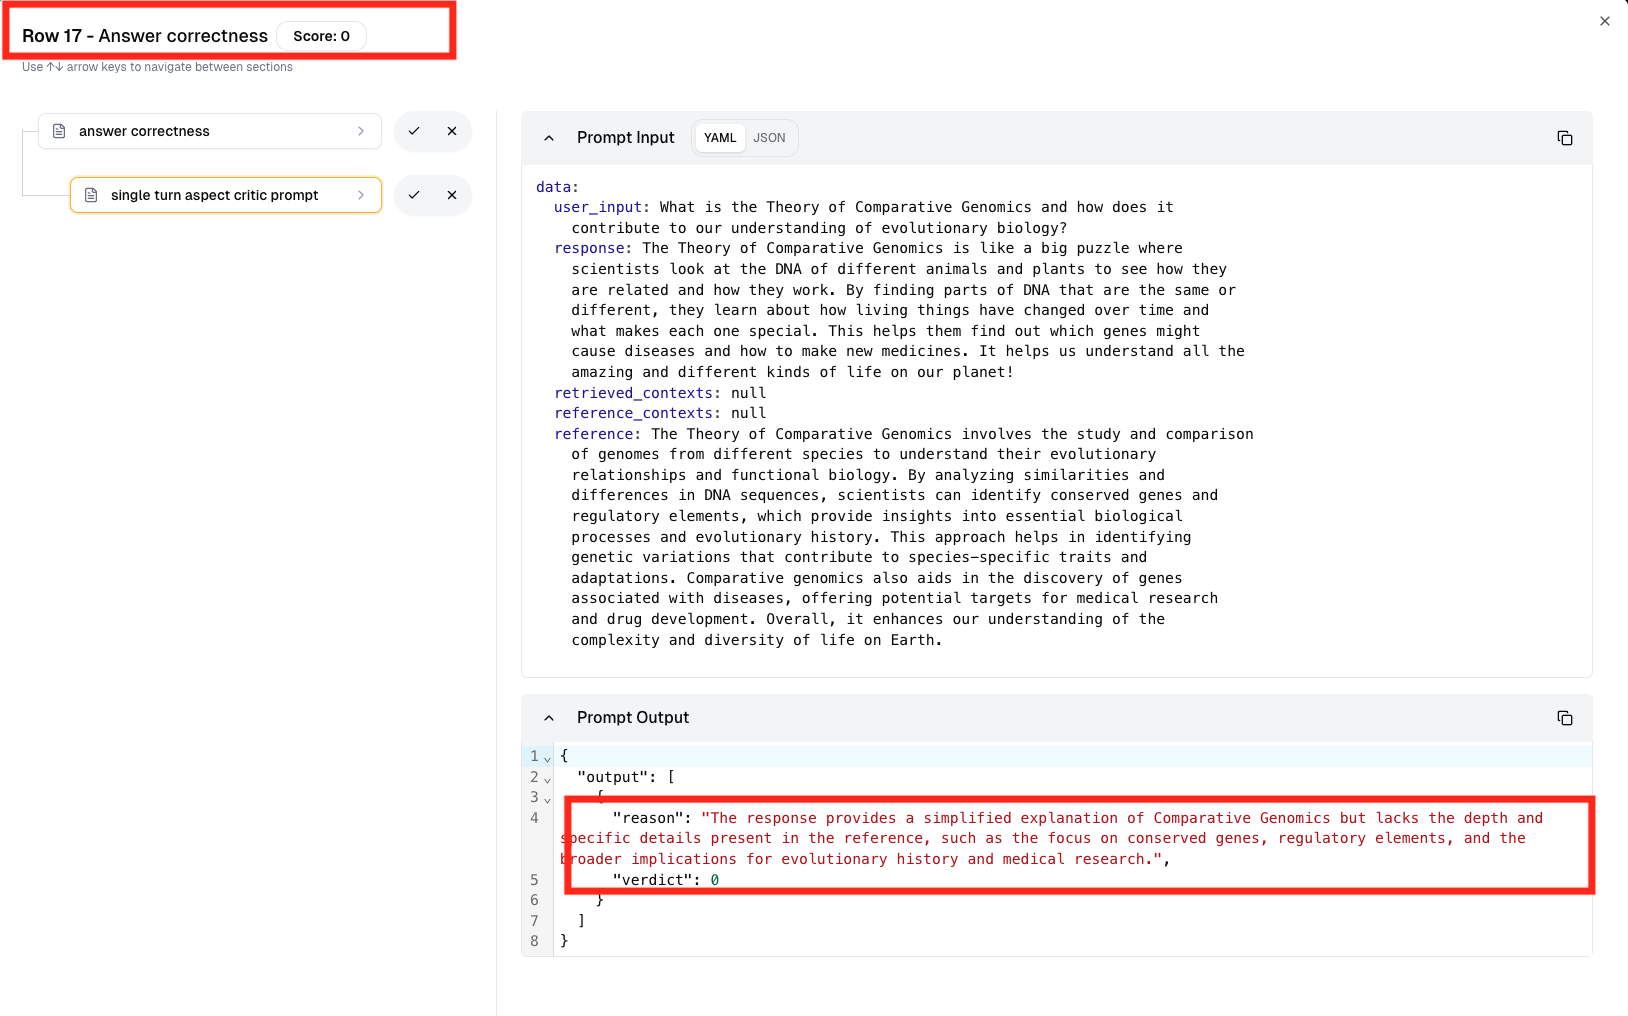 Row 17 - Answer correctness Score: 0
Use ↑↓ arrow keys to navigate between sections
answer correctness
single turn aspect critic prompt
Prompt Input YAML JSON
data:
user_input: What is the Theory of Comparative Genomics and how does it
contribute to our understanding of evolutionary biology?
response: The Theory of Comparative Genomics is like a big puzzle where
scientists look at the DNA of different animals and plants to see how they
are related and how they work. By finding parts of DNA that are the same or
different, they learn about how living things have changed over time and
what makes each one special. This helps them find out which genes might
cause diseases and how to make new medicines. It helps us understand all the
amazing and different kinds of life on our planet!
retrieved_contexts: null
reference_contexts: null
reference: The Theory of Comparative Genomics involves the study and comparison
of genomes from different species to understand their evolutionary
relationships and functional biology. By analyzing similarities and
differences in DNA sequences, scientists can identify conserved genes and
regulatory elements, which provide insights into essential biological
processes and evolutionary history. This approach helps in identifying
genetic variations that contribute to species-specific traits and
adaptations. Comparative genomics also aids in the discovery of genes
associated with diseases, offering potential targets for medical research
and drug development. Overall, it enhances our understanding of the
complexity and diversity of life on Earth.
Prompt Output
1 {
2 "output": [
3 {
4 "reason": "The response provides a simplified explanation of Comparative Genomics but lacks the depth and
specific details present in the reference, such as the focus on conserved genes, regulatory elements, and the
broader implications for evolutionary history and medical research.",
5 "verdict": 0
6 }
7 ]
8 }